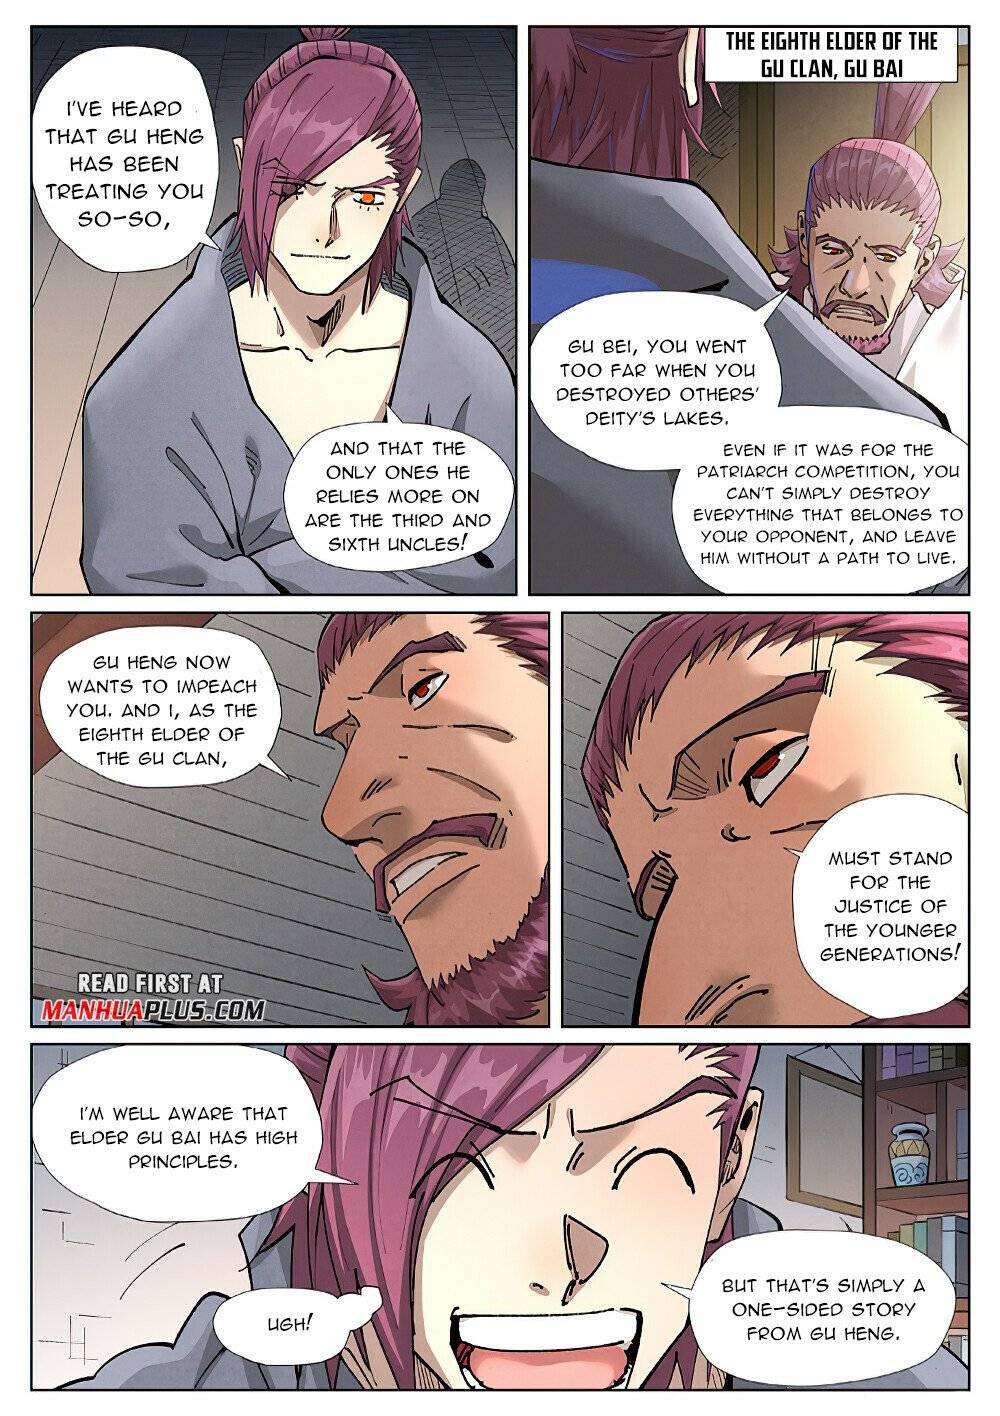 I'VE HEARD
THAT GU HENG
HAS BEEN
TREATING YOU
SO-SO,
AND THAT THE
ONLY ONES HE
RELIES MORE ON
ARE THE THIRD AND
SIXTH UNCLES!
THE EIGHTH ELDER OF THE
GU CLAN, GU BAI
GU BEI, YOU WENT
TOO FAR WHEN YOU
DESTROYED OTHERS'
DEITY'S LAKES.
EVEN IF IT WAS FOR THE
PATRIARCH COMPETITION, YOU
CAN'T SIMPLY DESTROY
EVERYTHING THAT BELONGS TO
YOUR OPPONENT, AND LEAVE
HIM WITHOUT A PATH TO LIVE.
GU HENG NOW
WANTS TO IMPEACH
YOU. AND I, AS THE
EIGHTH ELDER OF
THE GU CLAN,
MUST STAND
FOR THE
JUSTICE OF
THE YOUNGER
GENERATIONS!
READ FIRST AT
MANHUAPLUS.COM
I'M WELL AWARE THAT
ELDER GU BAI HAS HIGH
PRINCIPLES.
UGH!
BUT THAT'S SIMPLY A
ONE-SIDED STORY
FROM GU HENG.